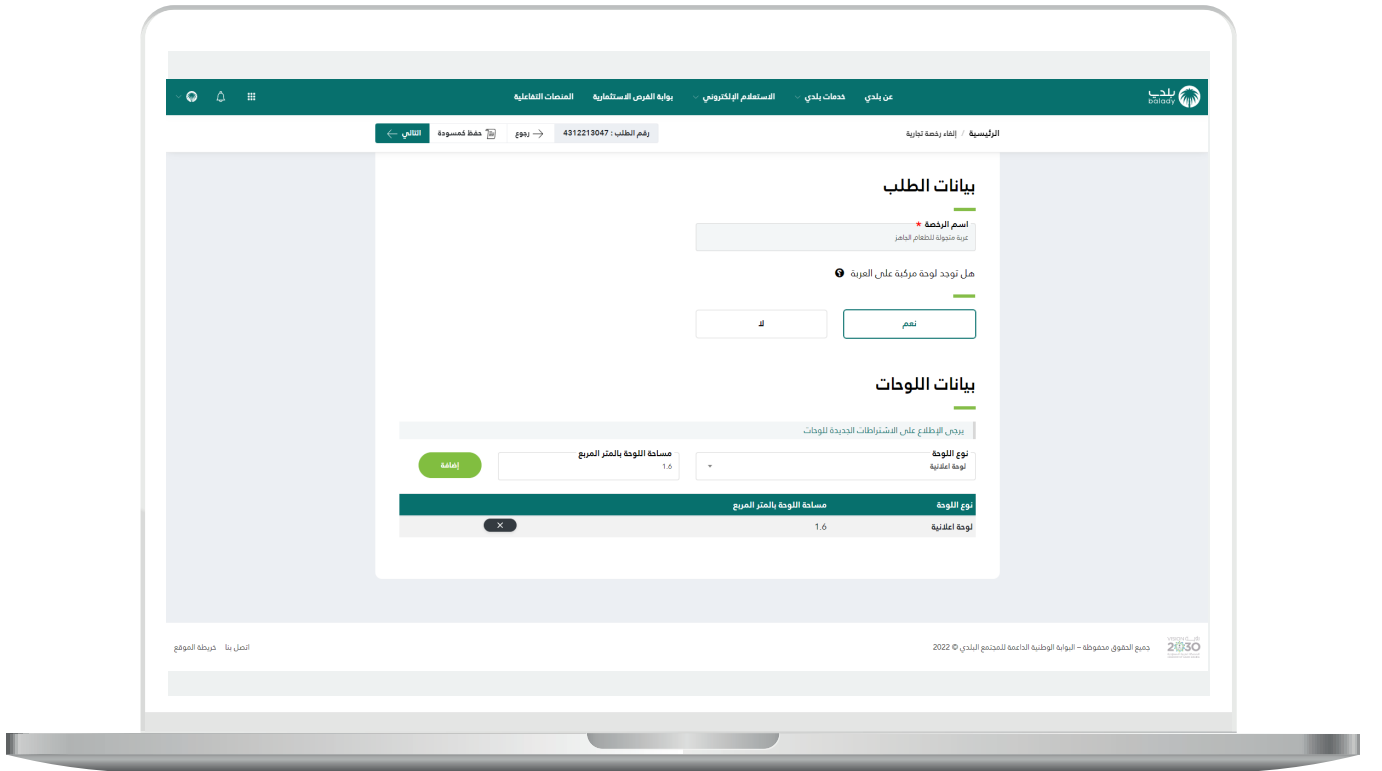 بلدي عن بلدي خدمات بلدي الاستعلام الإلكتروني بوابة الفرص الاستثمارية المنصات التفاعلية
balady
الرئيسية / إلغاء رخصة تجارية رقم الطلب : 4312213047 رجوع حفظ كمسودة التالي
بيانات الطلب
اسم الرخصة *
عربة متجولة للطعام الجاهز
هل توجد لوحة مركبة على العربة
نعم لا
بيانات اللوحات
يرجى الإطلاع على الاشتراطات الجديدة للوحات
نوع اللوحة مساحة اللوحة بالمتر المربع
لوحة اعلانية 1.6 إضافة
نوع اللوحة مساحة اللوحة بالمتر المربع
لوحة اعلانية 1.6
2030 جميع الحقوق محفوظة – البوابة الوطنية الداعمة للمجتمع البلدي © 2022 اتصل بنا خريطة الموقع